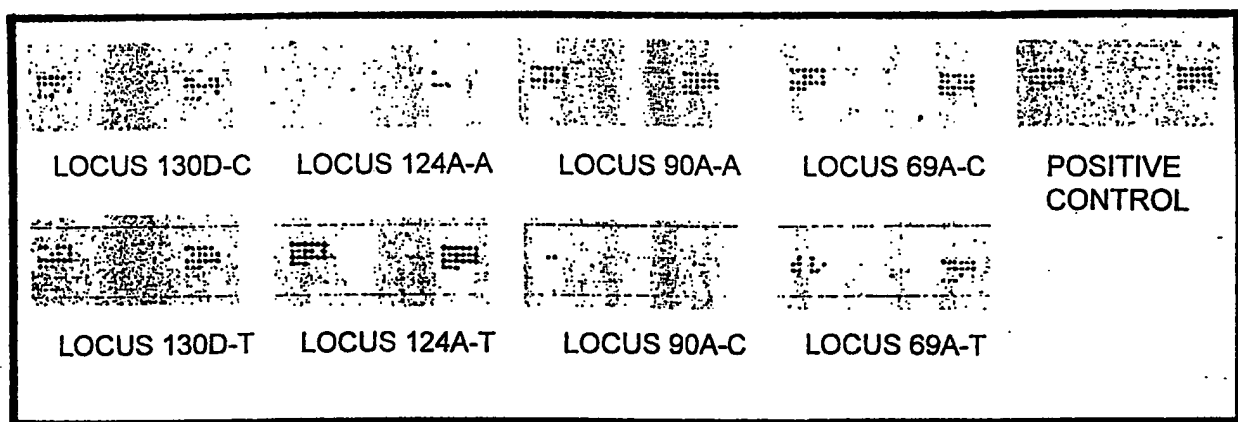 LOCUS 130D-C LOCUS 124A-A LOCUS 90A-A LOCUS 69A-C POSITIVE
CONTROL
LOCUS 130D-T LOCUS 124A-T LOCUS 90A-C LOCUS 69A-T